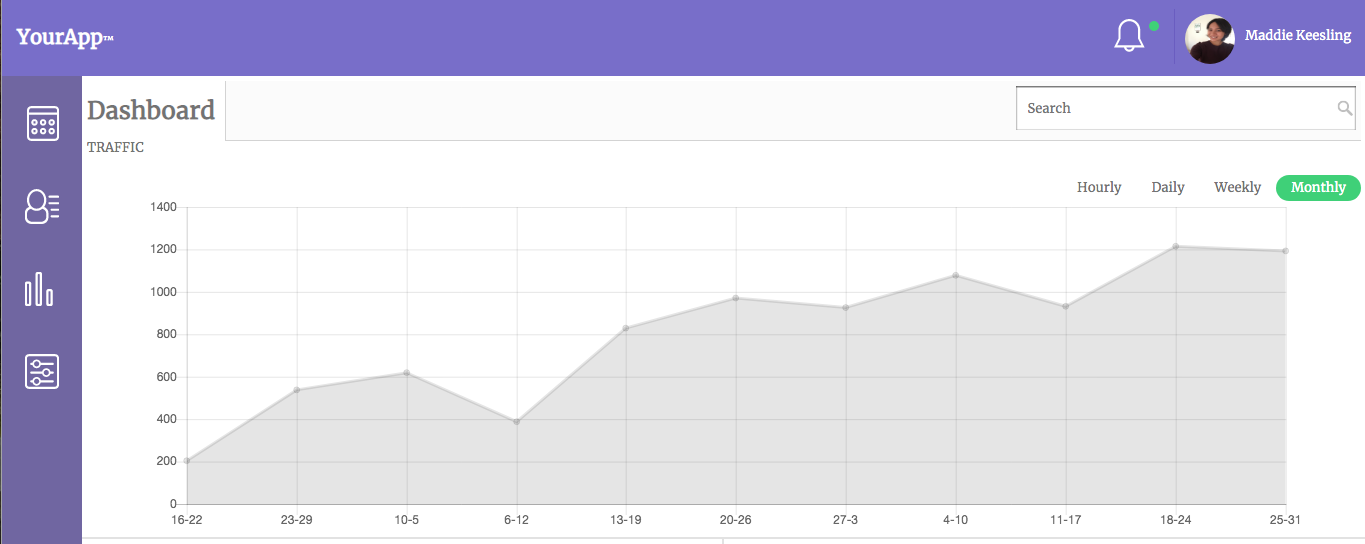 YourApp™
Maddie Keesling
Dashboard
Search
TRAFFIC
Hourly Daily Weekly Monthly
1400
1200
1000
800
600
400
200
0
16-22 23-29 10-5 6-12 13-19 20-26 27-3 4-10 11-17 18-24 25-31